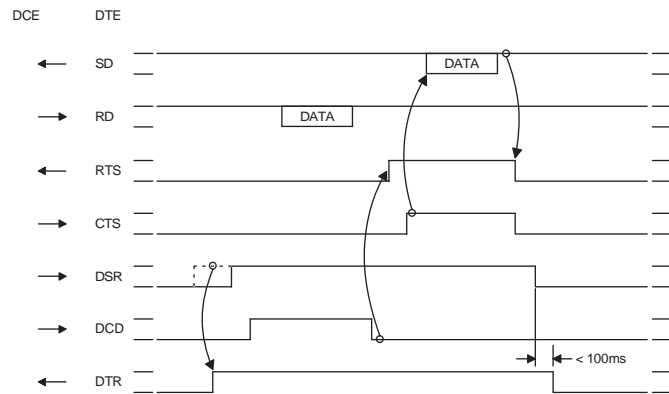 DCE DTE
SD DATA
RD DATA
RTS
CTS
DSR
DCD
< 100ms
DTR